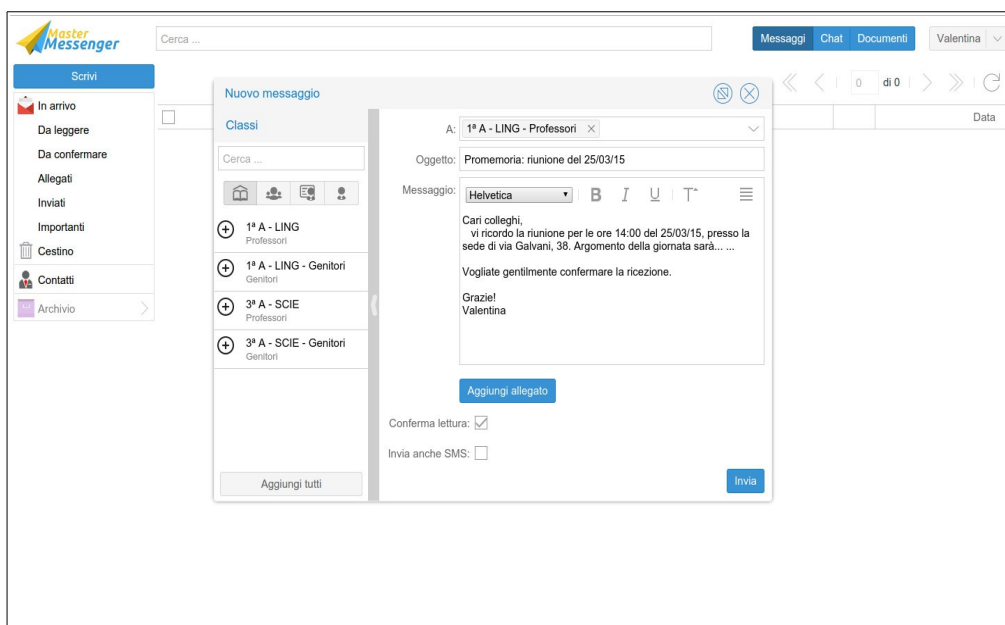 Master
Messenger
Cerca ...
Messaggi Chat Documenti
Valentina
Scrivi
0 di 0
Data
In arrivo
Da leggere
Da confermare
Allegati
Inviati
Importanti
Cestino
Contatti
Archivio
Nuovo messaggio
Classi
Cerca ...
1ª A - LING
Professori
1ª A - LING - Genitori
Genitori
3ª A - SCIE
Professori
3ª A - SCIE - Genitori
Genitori
Aggiungi tutti
A: 1ª A - LING - Professori
Oggetto: Promemoria: riunione del 25/03/15
Messaggio: Helvetica B I U T
Cari colleghi,
vi ricordo la riunione per le ore 14:00 del 25/03/15, presso la
sede di via Galvani, 38. Argomento della giornata sarà... ...
Vogliate gentilmente confermare la ricezione.
Grazie!
Valentina
Aggiungi allegato
Conferma lettura:
Invia anche SMS:
Invia